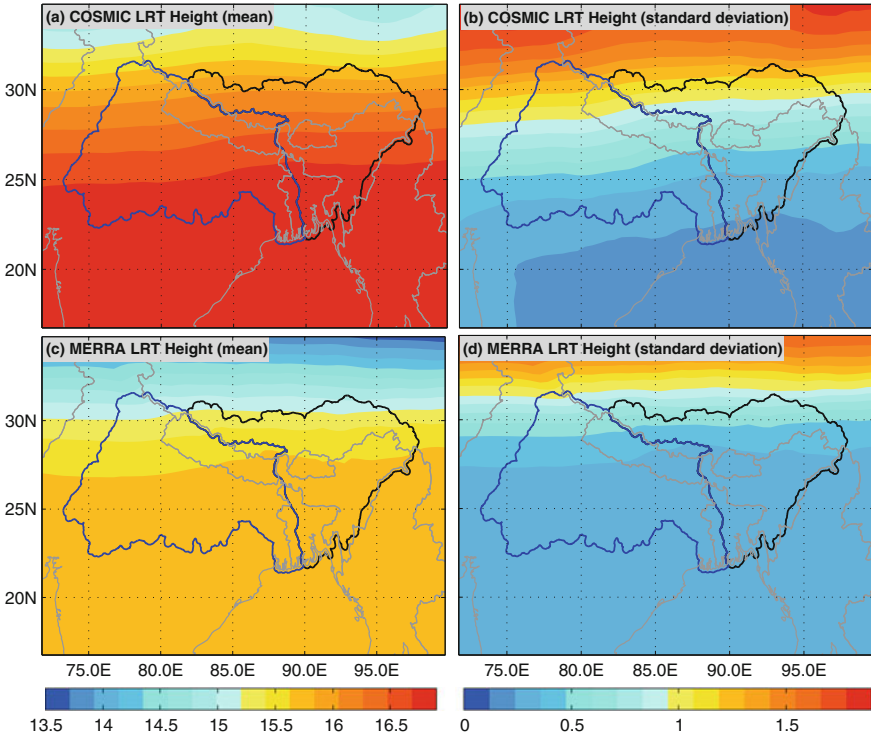 (a) COSMIC LRT Height (mean)
(b) COSMIC LRT Height (standard deviation)
30N
25N
20N
(c) MERRA LRT Height (mean)
(d) MERRA LRT Height (standard deviation)
30N
25N
20N
75.0E 80.0E 85.0E 90.0E 95.0E
75.0E 80.0E 85.0E 90.0E 95.0E
13.5 14 14.5 15 15.5 16 16.5
0 0.5 1 1.5